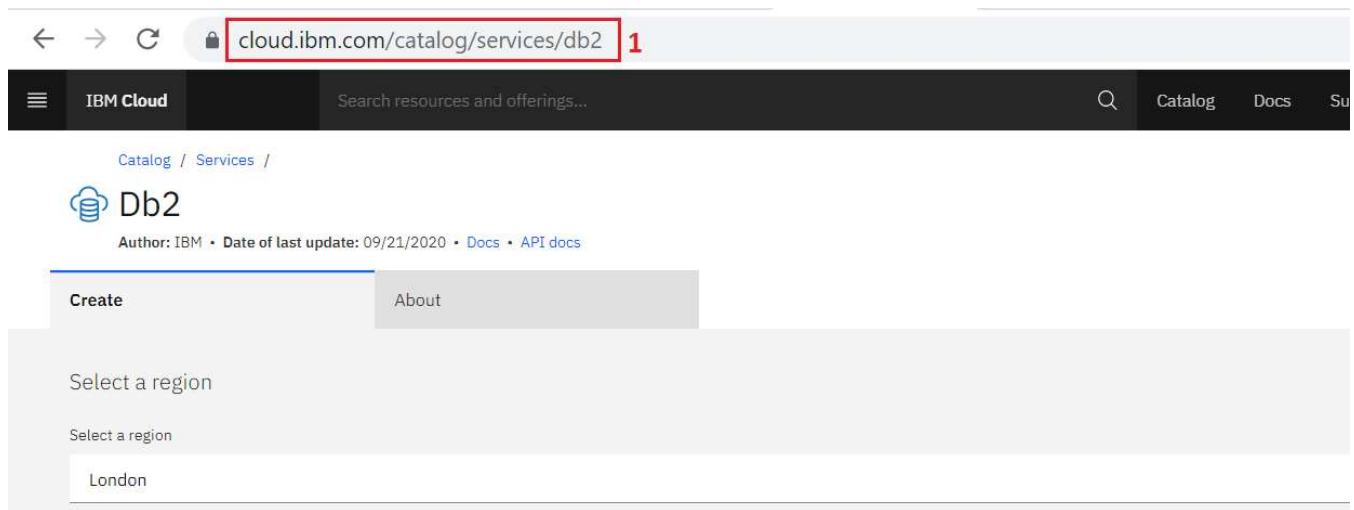 cloud.ibm.com/catalog/services/db2 1
IBM Cloud Search resources and offerings... Catalog Docs Su
Catalog / Services /
Db2
Author: IBM • Date of last update: 09/21/2020 • Docs • API docs
Create About
Select a region
Select a region
London